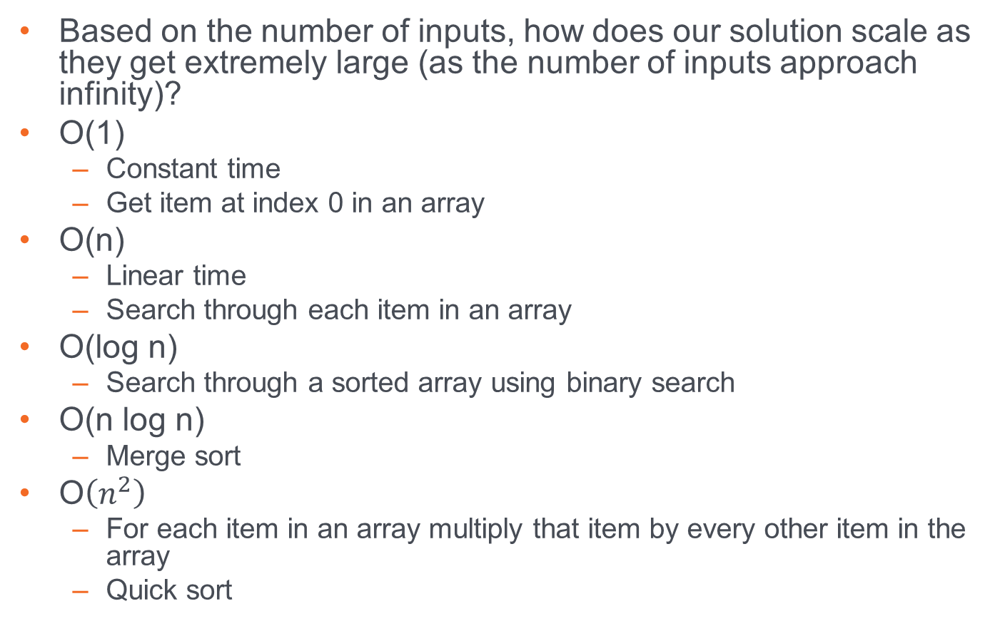 • Based on the number of inputs, how does our solution scale as
they get extremely large (as the number of inputs approach
infinity)?
• O(1)
– Constant time
– Get item at index 0 in an array
• O(n)
– Linear time
– Search through each item in an array
• O(log n)
– Search through a sorted array using binary search
• O(n log n)
– Merge sort
• O(𝑛²)
– For each item in an array multiply that item by every other item in the
array
– Quick sort